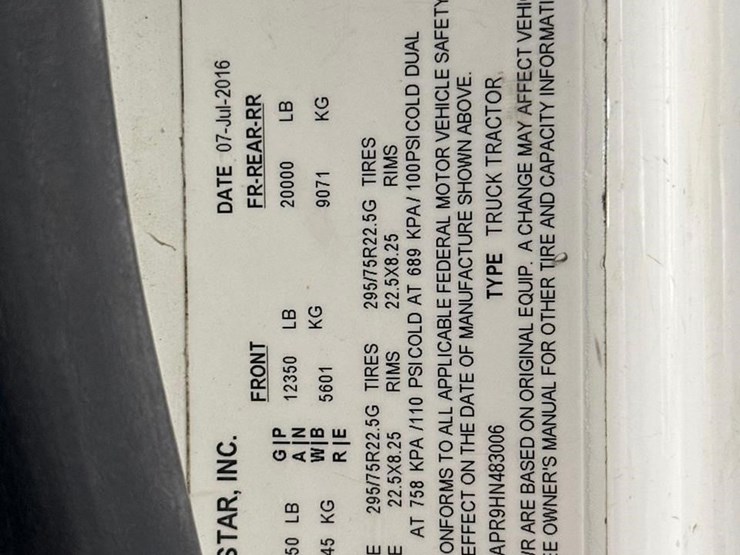 STAR, INC. DATE 07-Jul-2016
FRONT FR-REAR-RR
50 LB G|P 12350 LB 20000 LB
A|N
45 KG W|B 5601 KG 9071 KG
R|E
E 295/75R22.5G TIRES 295/75R22.5G TIRES
E 22.5X8.25 RIMS 22.5X8.25 RIMS
AT 758 KPA /110 PSI COLD AT 689 KPA/ 100PSI COLD DUAL
ONFORMS TO ALL APPLICABLE FEDERAL MOTOR VEHICLE SAFETY
EFFECT ON THE DATE OF MANUFACTURE SHOWN ABOVE.
APR9HN483006 TYPE TRUCK TRACTOR
WR ARE BASED ON ORIGINAL EQUIP. A CHANGE MAY AFFECT VEHI
EE OWNER'S MANUAL FOR OTHER TIRE AND CAPACITY INFORMATI